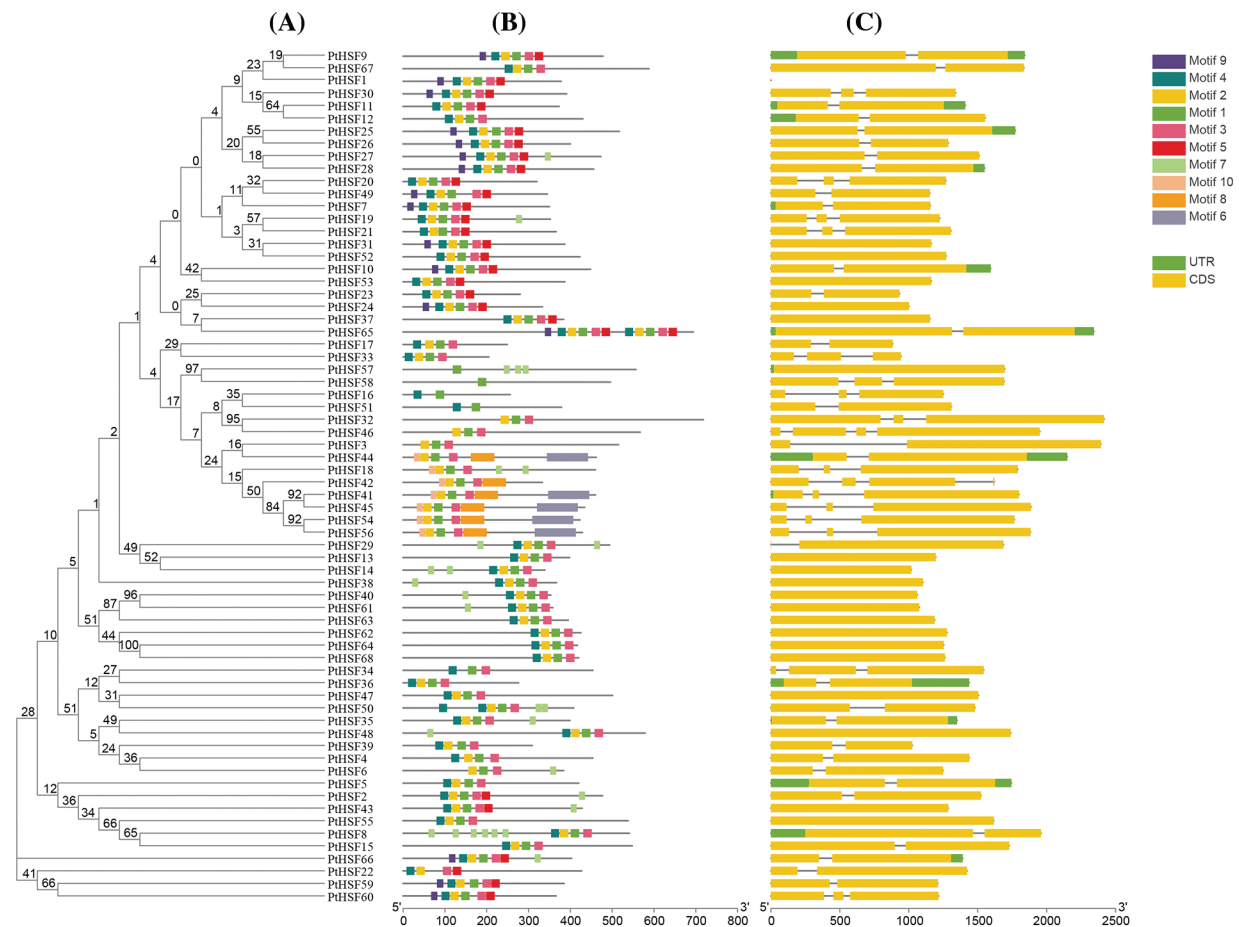 (A) (B) (C)
19 PtHSF9
23 PtHSF67
9 PtHSF1
15 PtHSF30
64 PtHSF11
4 PtHSF12
55 PtHSF25
20 PtHSF26
18 PtHSF27
0 PtHSF28
32 PtHSF20
11 PtHSF49
1 PtHSF7
57 PtHSF19
0 3 PtHSF21
31 PtHSF31
PtHSF52
4 42 PtHSF10
PtHSF53
25 PtHSF23
0 PtHSF24
7 PtHSF37
1 PtHSF65
29 PtHSF17
4 PtHSF33
97 PtHSF57
17 PtHSF58
35 PtHSF16
8 PtHSF51
95 PtHSF32
2 7 PtHSF46
16 PtHSF3
24 PtHSF44
15 PtHSF18
50 PtHSF42
92 PtHSF41
1 84 PtHSF45
92 PtHSF54
PtHSF56
49 PtHSF29
52 PtHSF13
5 PtHSF14
PtHSF38
96 PtHSF40
87 PtHSF61
51 PtHSF63
10 44 PtHSF62
100 PtHSF64
PtHSF68
27 PtHSF34
12 PtHSF36
31 PtHSF47
28 51 PtHSF50
49 PtHSF35
5 PtHSF48
24 PtHSF39
36 PtHSF4
PtHSF6
12 PtHSF5
36 PtHSF2
34 PtHSF43
66 PtHSF55
65 PtHSF8
PtHSF15
PtHSF66
41 PtHSF22
66 PtHSF59
PtHSF60
5' 3'
0 100 200 300 400 500 600 700 800
5' 3'
0 500 1000 1500 2000 2500
Motif 9
Motif 4
Motif 2
Motif 1
Motif 3
Motif 5
Motif 7
Motif 10
Motif 8
Motif 6
UTR
CDS